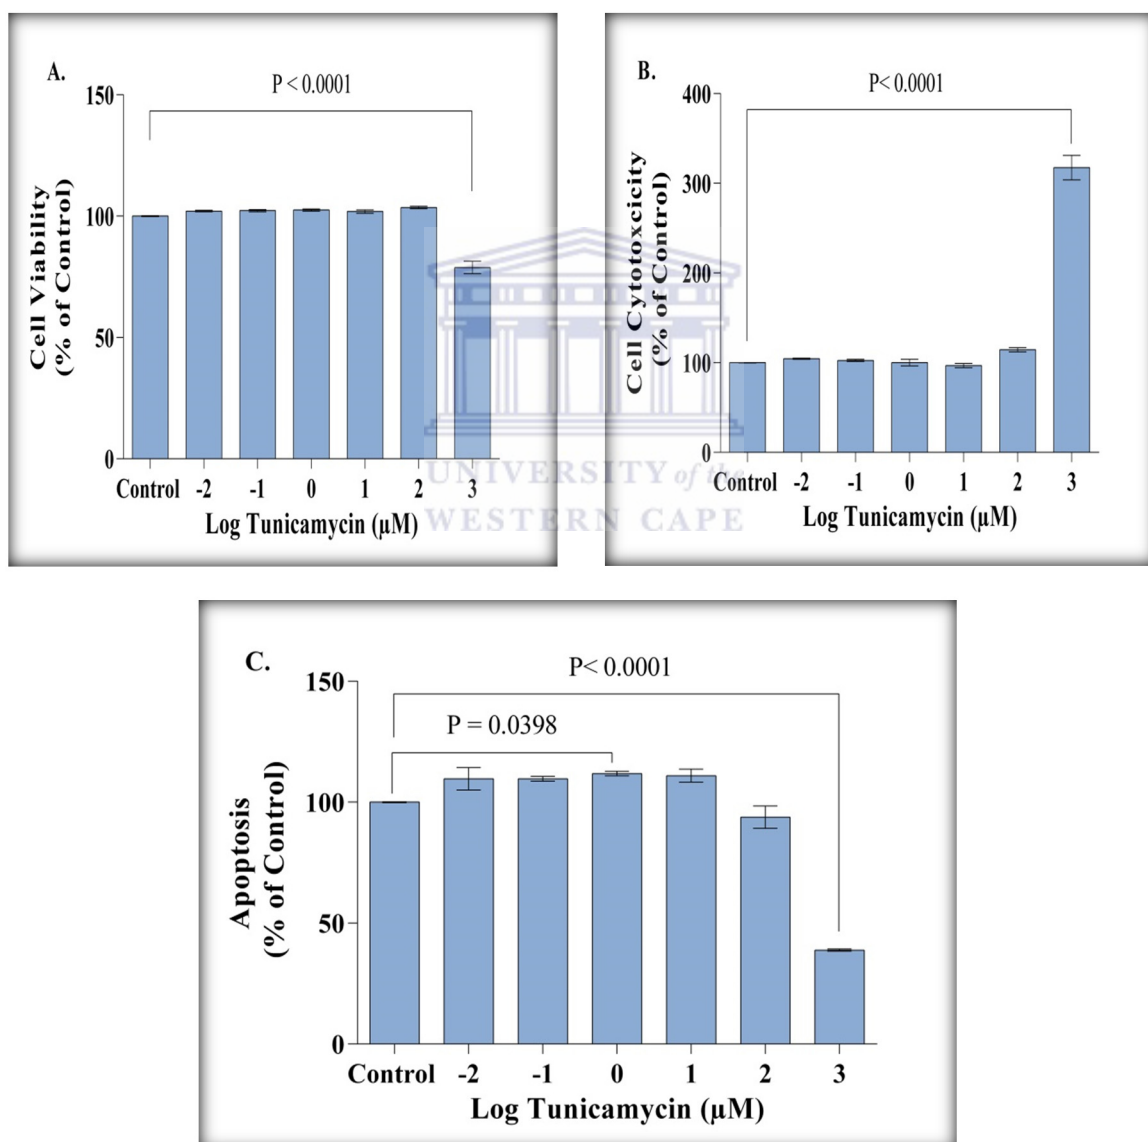 A.
P < 0.0001
150
100
50
0
Cell Viability
(% of Control)
Control -2 -1 0 1 2 3
Log Tunicamycin (µM)
B.
P< 0.0001
400
300
200
100
0
Cell Cytotoxcicity
(% of Control)
Control -2 -1 0 1 2 3
Log Tunicamycin (µM)
UNIVERSITY of the
WESTERN CAPE
C.
P< 0.0001
P = 0.0398
150
100
50
0
Apoptosis
(% of Control)
Control -2 -1 0 1 2 3
Log Tunicamycin (µM)